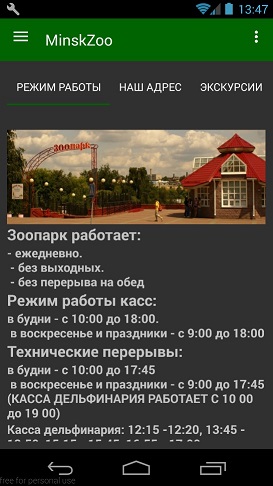 13:47
MinskZoo
РЕЖИМ РАБОТЫ НАШ АДРЕС ЭКСКУРСИИ
ЗООПАРК
Зоопарк работает:
- ежедневно.
- без выходных.
- без перерыва на обед
Режим работы касс:
в будни - с 10:00 до 18:00.
в воскресенье и праздники - с 9:00 до 18:00
Технические перерывы:
в будни - с 10:00 до 17:45
в воскресенье и праздники - с 9:00 до 17:45
(КАССА ДЕЛЬФИНАРИЯ РАБОТАЕТ С 10 00
до 19 00)
Касса дельфинария: 12:15 -12:20, 13:45 -
free for personal use